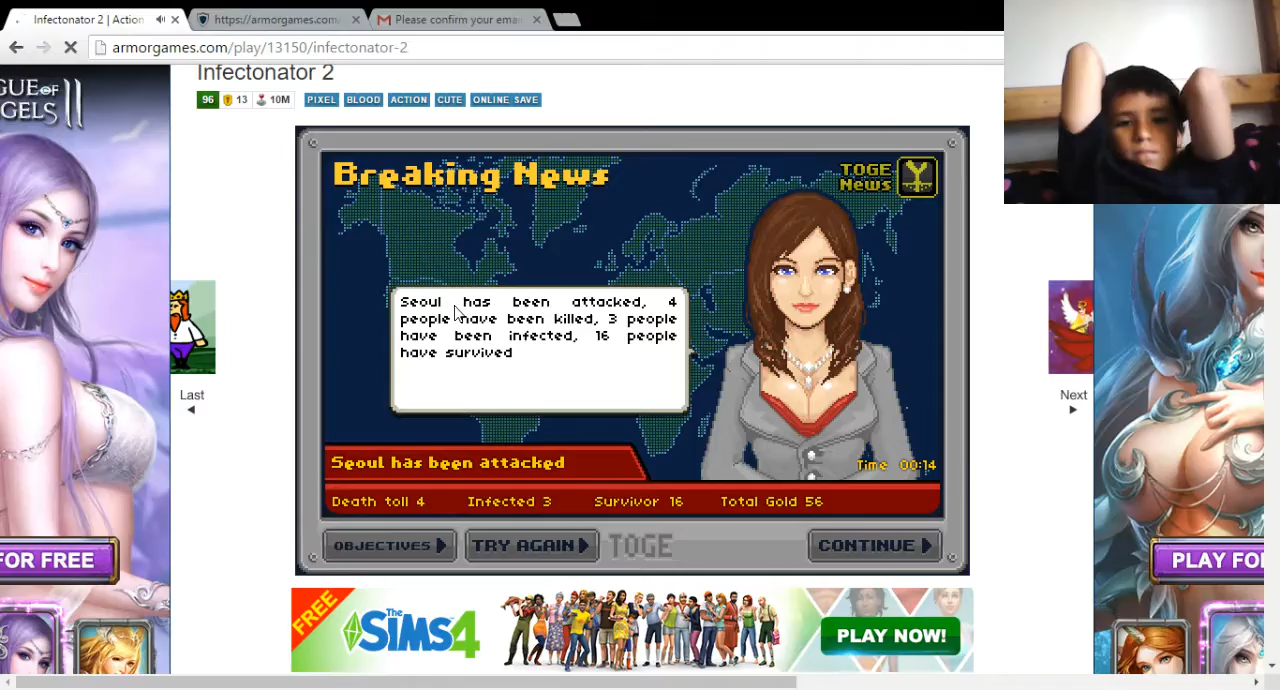 Infectonator 2 | Action
https://armorgames.com/
Please confirm your emai
armorgames.com/play/13150/infectonator-2
Infectonator 2
96 13 10M PIXEL BLOOD ACTION CUTE ONLINE SAVE
GUE OF
GELS II
Breaking News
TOGE
News
Seoul has been attacked, 4
people have been killed, 3 people
have been infected, 16 people
have survived
Last
Next
Seoul has been attacked
Time 00:14
Death toll 4 Infected 3 Survivor 16 Total Gold 56
OBJECTIVES TRY AGAIN TOGE CONTINUE
FOR FREE
PLAY FO
FREE
The
SIMS 4
PLAY NOW!